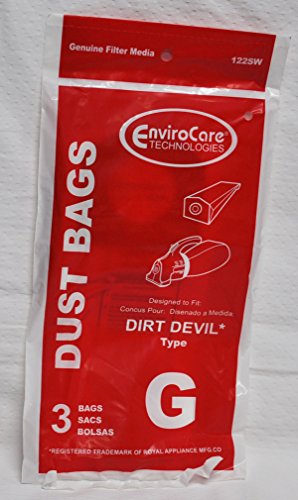 Genuine Filter Media
122SW
EnviroCare®
TECHNOLOGIES
DUST BAGS
Designed to Fit:
Concus Pour: Disenado a Medida:
DIRT DEVIL*
Type
G
3 BAGS
SACS
BOLSAS
*REGISTERED TRADEMARK OF ROYAL APPLIANCE MFG.CO